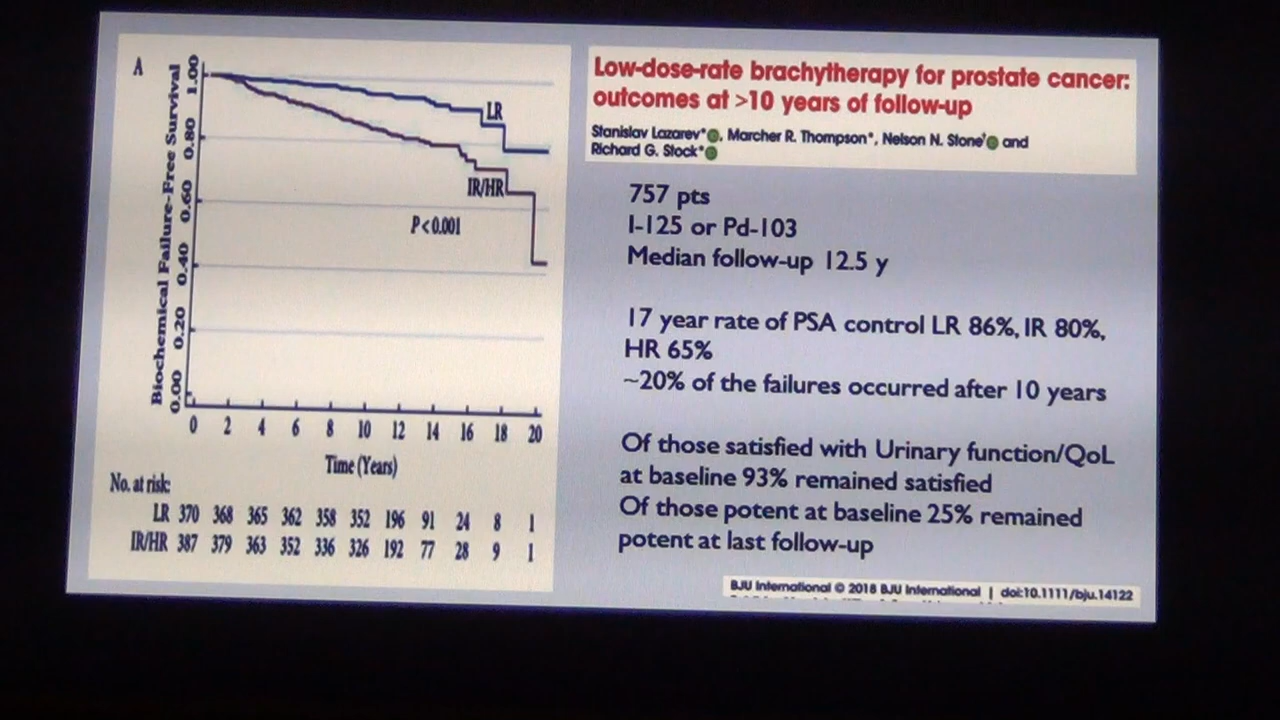 A
Biochemical Failure-Free Survival
1.00
0.80
0.60
0.40
0.20
0.00
LR
IR/HR
P<0.001
0 2 4 6 8 10 12 14 16 18 20
Time (Years)
No. at risk:
LR 370 368 365 362 358 352 196 91 24 8 1
IR/HR 387 379 363 352 336 326 192 77 28 9 1
Low-dose-rate brachytherapy for prostate cancer:
outcomes at >10 years of follow-up
Stanislav Lazarev*, Marcher R. Thompson*, Nelson N. Stone† and
Richard G. Stock*
757 pts
I-125 or Pd-103
Median follow-up 12.5 y
17 year rate of PSA control LR 86%, IR 80%,
HR 65%
~20% of the failures occurred after 10 years
Of those satisfied with Urinary function/QoL
at baseline 93% remained satisfied
Of those potent at baseline 25% remained
potent at last follow-up
BJU International © 2018 BJU International | doi:10.1111/bju.14122